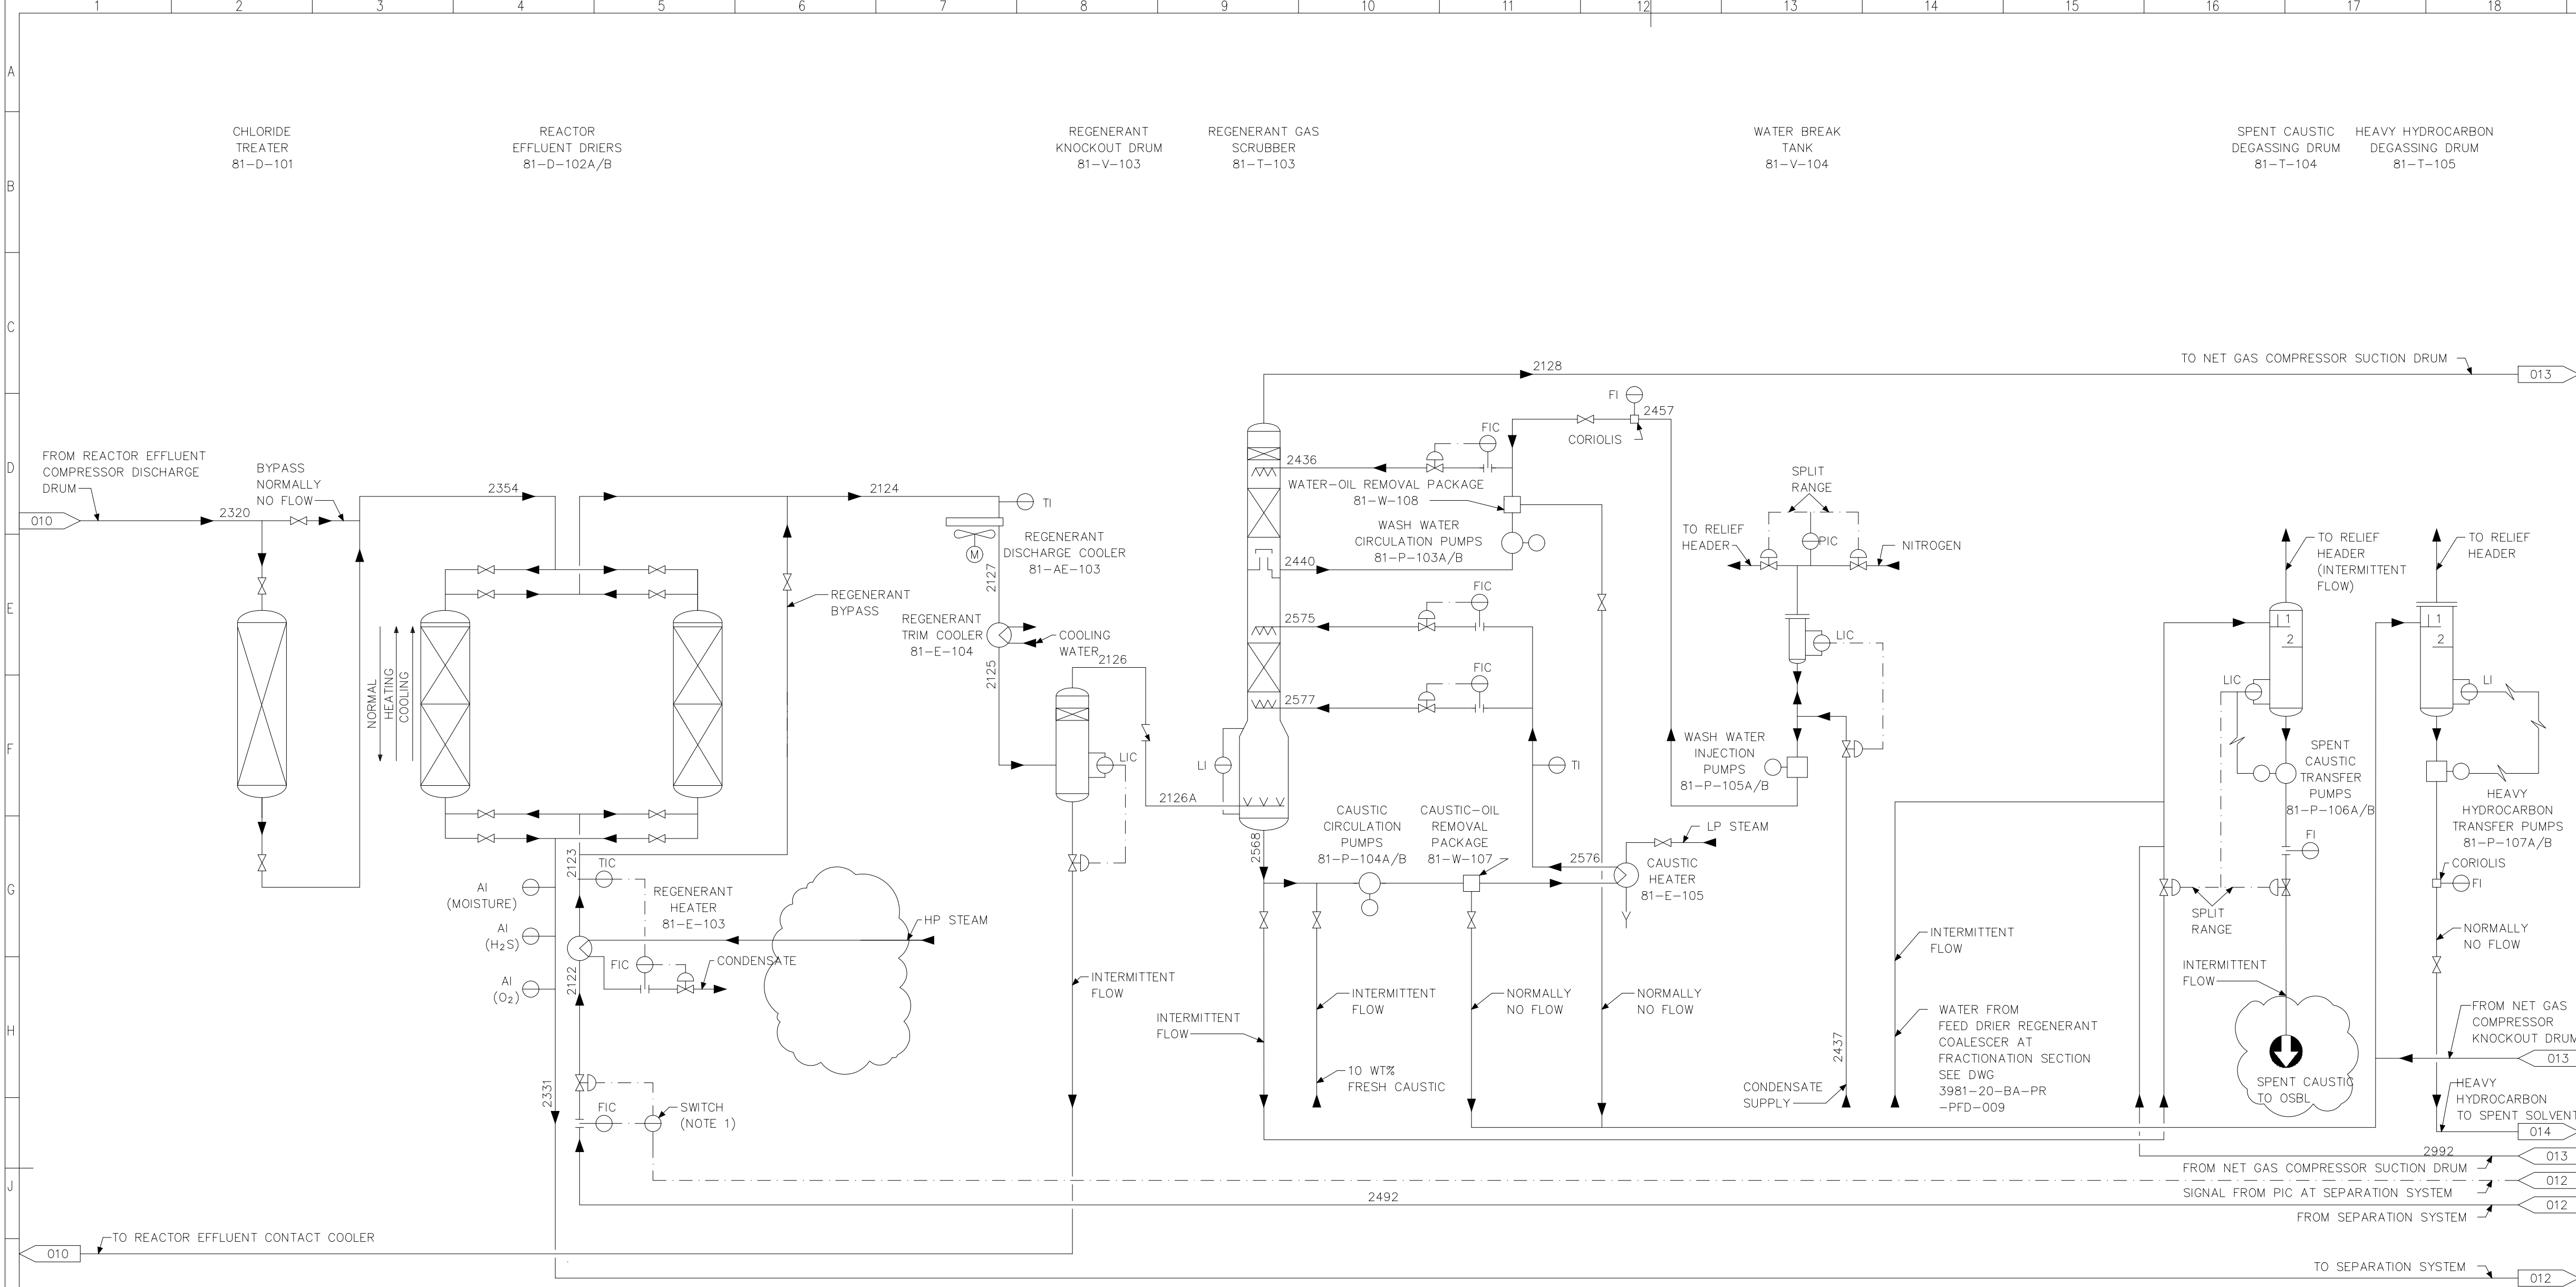 1 2 3 4 6 5 7 8 9 10 11 12 13 14 15 16 17 18
A
B
C
D
E
F
G
H
J
CHLORIDE
TREATER
81-D-101
REACTOR
EFFLUENT DRIERS
81-D-102A/B
REGENERANT
KNOCKOUT DRUM
81-V-103
REGENERANT GAS
SCRUBBER
81-T-103
WATER BREAK
TANK
81-V-104
SPENT CAUSTIC
DEGASSING DRUM
81-T-104
HEAVY HYDROCARBON
DEGASSING DRUM
81-T-105
2128
TO NET GAS COMPRESSOR SUCTION DRUM
013
FROM REACTOR EFFLUENT
COMPRESSOR DISCHARGE
DRUM
010
2320
BYPASS
NORMALLY
NO FLOW
2354
2124
TI
M
REGENERANT
DISCHARGE COOLER
81-AE-103
2127
REGENERANT
BYPASS
REGENERANT
TRIM COOLER
81-E-104
COOLING
WATER
2125
2126
LIC
2126A
NORMAL
HEATING
COOLING
FI
2457
CORIOLIS
FIC
2436
WATER-OIL REMOVAL PACKAGE
81-W-108
WASH WATER
CIRCULATION PUMPS
81-P-103A/B
2440
FIC
2575
FIC
2577
LI
TI
SPLIT
RANGE
TO RELIEF
HEADER
PIC
NITROGEN
LIC
WASH WATER
INJECTION
PUMPS
81-P-105A/B
TO RELIEF
HEADER
(INTERMITTENT
FLOW)
TO RELIEF
HEADER
1
2
1
2
LIC
LI
SPENT
CAUSTIC
TRANSFER
PUMPS
81-P-106A/B
HEAVY
HYDROCARBON
TRANSFER PUMPS
81-P-107A/B
FI
CORIOLIS
FI
SPLIT
RANGE
NORMALLY
NO FLOW
2568
CAUSTIC
CIRCULATION
PUMPS
81-P-104A/B
CAUSTIC-OIL
REMOVAL
PACKAGE
81-W-107
2576
LP STEAM
CAUSTIC
HEATER
81-E-105
2123
TIC
REGENERANT
HEATER
81-E-103
AI
(MOISTURE)
AI
(H₂S)
AI
(O₂)
2122
FIC
CONDENSATE
HP STEAM
INTERMITTENT
FLOW
INTERMITTENT
FLOW
INTERMITTENT
FLOW
NORMALLY
NO FLOW
NORMALLY
NO FLOW
10 WT%
FRESH CAUSTIC
2437
CONDENSATE
SUPPLY
INTERMITTENT
FLOW
WATER FROM
FEED DRIER REGENERANT
COALESCER AT
FRACTIONATION SECTION
SEE DWG
3981-20-BA-PR
-PFD-009
INTERMITTENT
FLOW
SPENT CAUSTIC
TO OSBL
FROM NET GAS
COMPRESSOR
KNOCKOUT DRUM
013
HEAVY
HYDROCARBON
TO SPENT SOLVENT
014
2331
FIC
SWITCH
(NOTE 1)
2992
013
FROM NET GAS COMPRESSOR SUCTION DRUM
012
SIGNAL FROM PIC AT SEPARATION SYSTEM
2492
012
FROM SEPARATION SYSTEM
TO REACTOR EFFLUENT CONTACT COOLER
010
TO SEPARATION SYSTEM
012